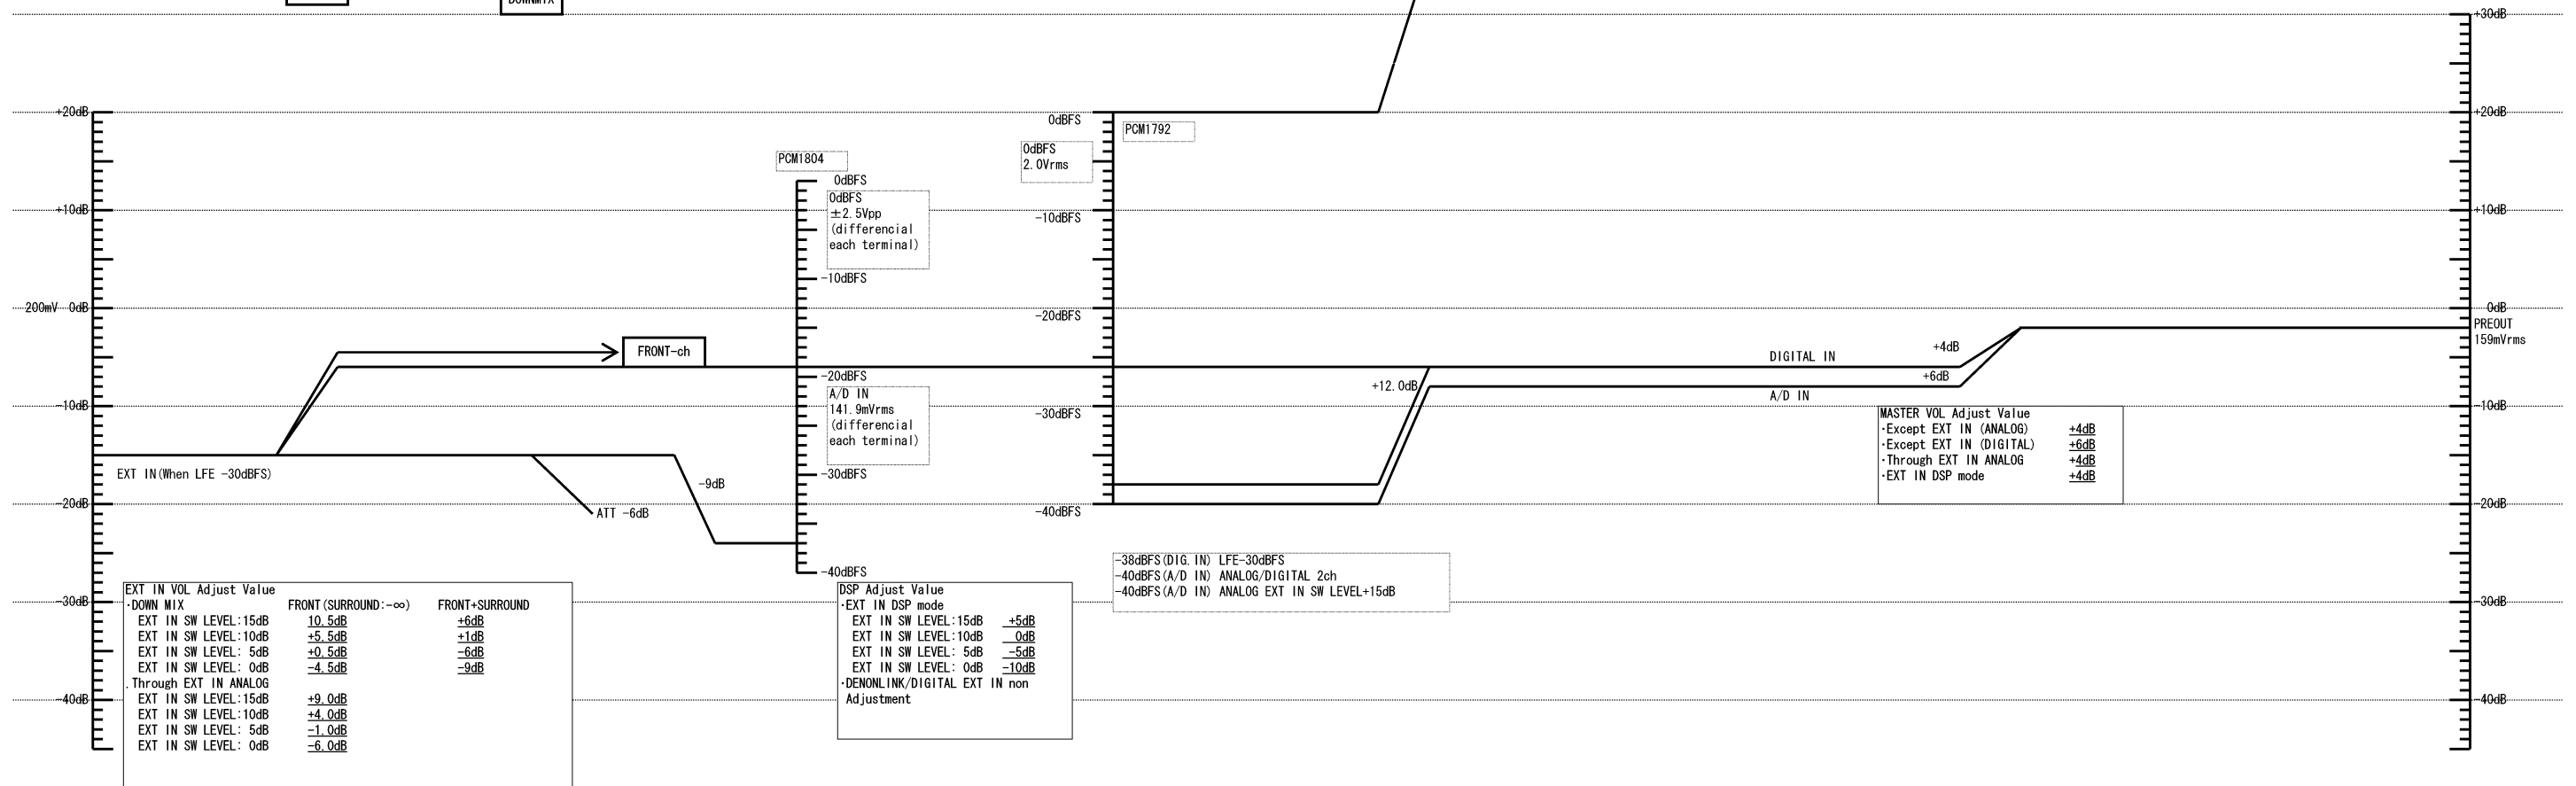 DOWNMIX
+30dB
+20dB
+10dB
200mV 0dB
-10dB
-20dB
-30dB
-40dB
EXT IN(When LFE -30dBFS)
FRONT-ch
ATT -6dB
-9dB
PCM1804
0dBFS
0dBFS
±2.5Vpp
(differencial
each terminal)
-10dBFS
-20dBFS
A/D IN
141.9mVrms
(differencial
each terminal)
-30dBFS
-40dBFS
0dBFS
0dBFS
2.0Vrms
-10dBFS
-20dBFS
-30dBFS
-40dBFS
PCM1792
+12.0dB
DIGITAL IN
A/D IN
+4dB
+6dB
+20dB
+10dB
0dB
PREOUT
159mVrms
-10dB
-20dB
-30dB
-40dB
MASTER VOL Adjust Value
·Except EXT IN (ANALOG) +4dB
·Except EXT IN (DIGITAL) +6dB
·Through EXT IN ANALOG +4dB
·EXT IN DSP mode +4dB
-38dBFS(DIG.IN) LFE-30dBFS
-40dBFS(A/D IN) ANALOG/DIGITAL 2ch
-40dBFS(A/D IN) ANALOG EXT IN SW LEVEL+15dB
EXT IN VOL Adjust Value
·DOWN MIX FRONT(SURROUND:-∞) FRONT+SURROUND
EXT IN SW LEVEL:15dB 10.5dB +6dB
EXT IN SW LEVEL:10dB +5.5dB +1dB
EXT IN SW LEVEL: 5dB +0.5dB -6dB
EXT IN SW LEVEL: 0dB -4.5dB -9dB
.Through EXT IN ANALOG
EXT IN SW LEVEL:15dB +9.0dB
EXT IN SW LEVEL:10dB +4.0dB
EXT IN SW LEVEL: 5dB -1.0dB
EXT IN SW LEVEL: 0dB -6.0dB
DSP Adjust Value
·EXT IN DSP mode
EXT IN SW LEVEL:15dB +5dB
EXT IN SW LEVEL:10dB 0dB
EXT IN SW LEVEL: 5dB -5dB
EXT IN SW LEVEL: 0dB -10dB
·DENONLINK/DIGITAL EXT IN non
Adjustment